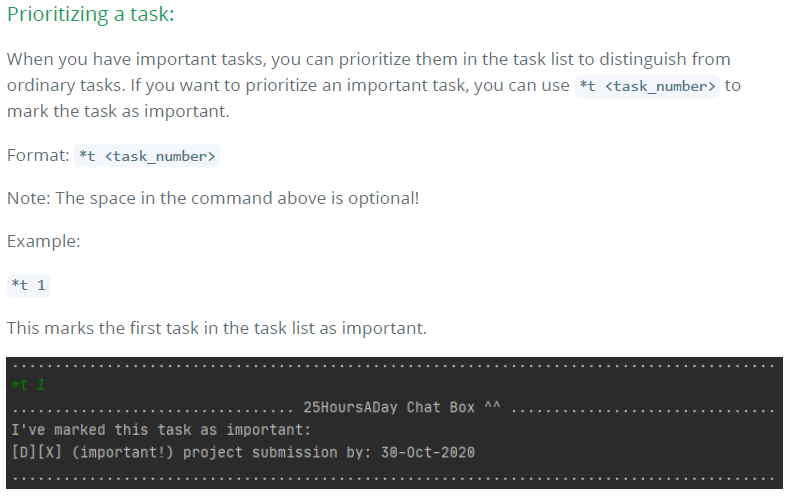 Prioritizing a task:
When you have important tasks, you can prioritize them in the task list to distinguish from
ordinary tasks. If you want to prioritize an important task, you can use *t <task_number> to
mark the task as important.
Format: *t <task_number>
Note: The space in the command above is optional!
Example:
*t 1
This marks the first task in the task list as important.
*t 1
25HoursADay Chat Box ^^
I've marked this task as important:
[D][X] (important!) project submission by: 30-Oct-2020